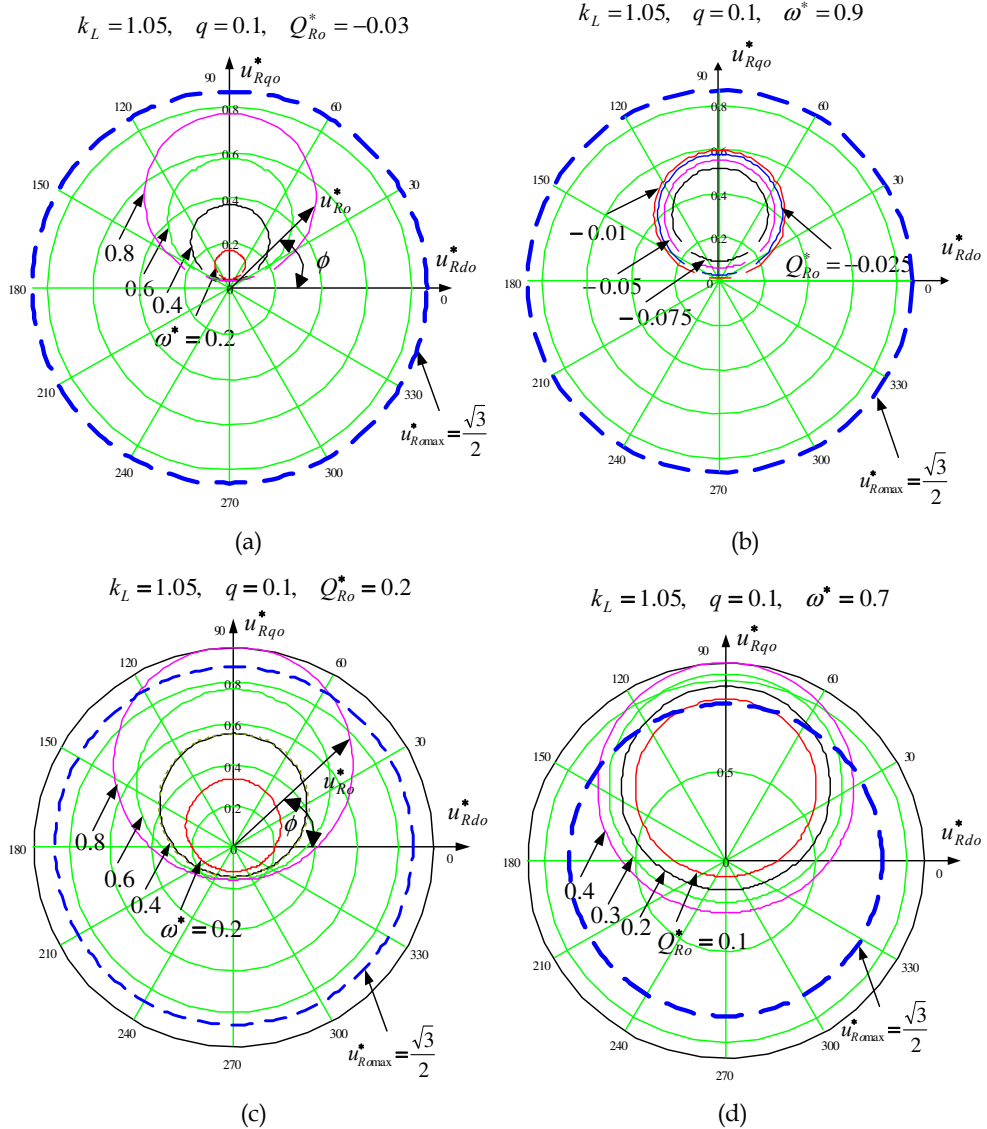 k_L = 1.05, q = 0.1, Q*_Ro = −0.03
u*_Rqo
90
120
60
0.8
0.6
150
30
0.4
u*_Ro
0.2
0.8
ϕ
u*_Rdo
180
0.6
0
0
0.4
ω* = 0.2
210
330
u*_Romax = √3/2
240
300
270
(a)
k_L = 1.05, q = 0.1, ω* = 0.9
u*_Rqo
90
120
60
0.8
0.6
150
30
0.4
−0.01
0.2
u*_Rdo
Q*_Ro = −0.025
180
−0.05
0
0
−0.075
210
330
240
300
u*_Romax = √3/2
270
(b)
k_L = 1.05, q = 0.1, Q*_Ro = 0.2
u*_Rqo
90
120
60
0.8
0.6
150
30
0.4
u*_Ro
0.2
0.8
ϕ
u*_Rdo
180
0
0
0.6
0.4
ω* = 0.2
210
330
240
300
u*_Romax = √3/2
270
(c)
k_L = 1.05, q = 0.1, ω* = 0.7
u*_Rqo
90
120
60
150
30
0.5
u*_Rdo
180
0
0
0.4
0.3
0.2
Q*_Ro = 0.1
210
330
240
300
u*_Romax = √3/2
270
(d)